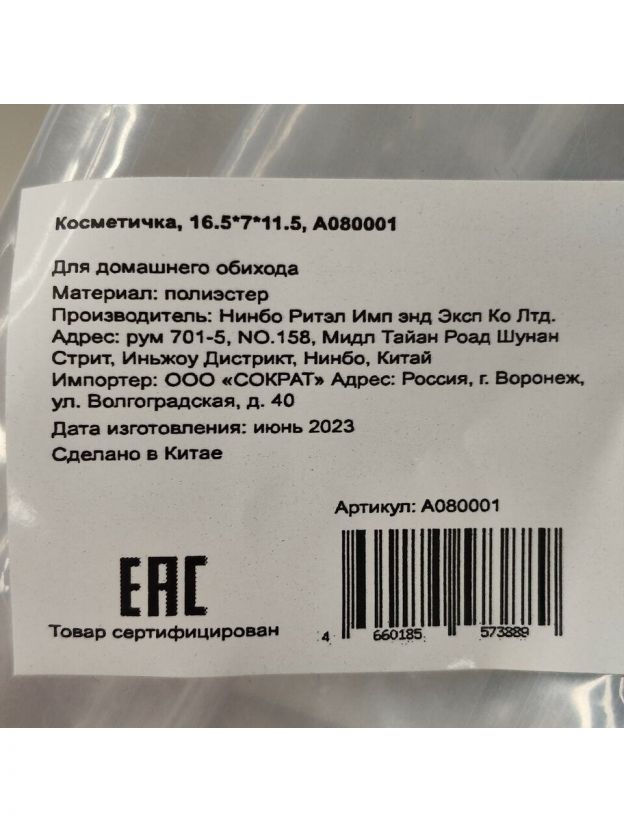 Косметичка, 16.5*7*11.5, А080001
Для домашнего обихода
Материал: полиэстер
Производитель: Нинбо Ритэл Имп энд Эксп Ко Лтд.
Адрес: рум 701-5, NO.158, Мидл Тайан Роад Шунан
Стрит, Иньжоу Дистрикт, Нинбо, Китай
Импортер: ООО «СОКРАТ» Адрес: Россия, г. Воронеж,
ул. Волгоградская, д. 40
Дата изготовления: июнь 2023
Сделано в Китае
Артикул: А080001
ЕАС
Товар сертифицирован
4 660185 573889